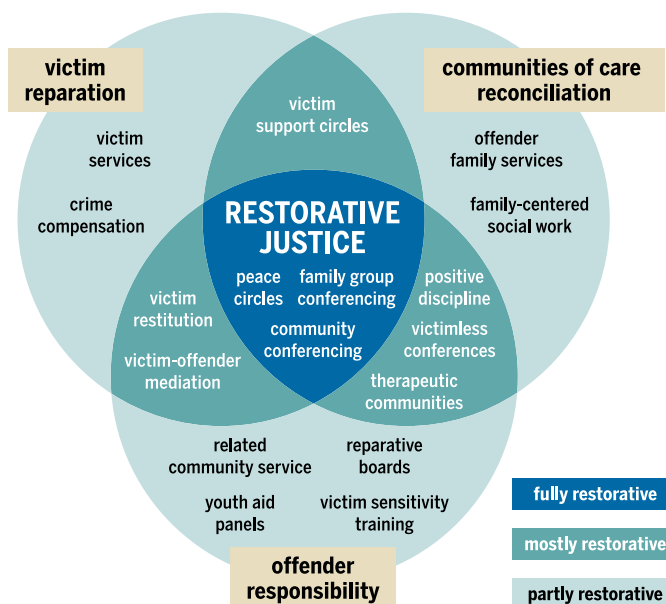 victim
reparation
communities of care
reconciliation
victim
support circles
victim
services
offender
family services
crime
compensation
family-centered
social work
RESTORATIVE
JUSTICE
peace
circles
family group
conferencing
positive
discipline
victim
restitution
community
conferencing
victimless
conferences
victim-offender
mediation
therapeutic
communities
related
community service
reparative
boards
youth aid
panels
victim sensitivity
training
offender
responsibility
fully restorative
mostly restorative
partly restorative